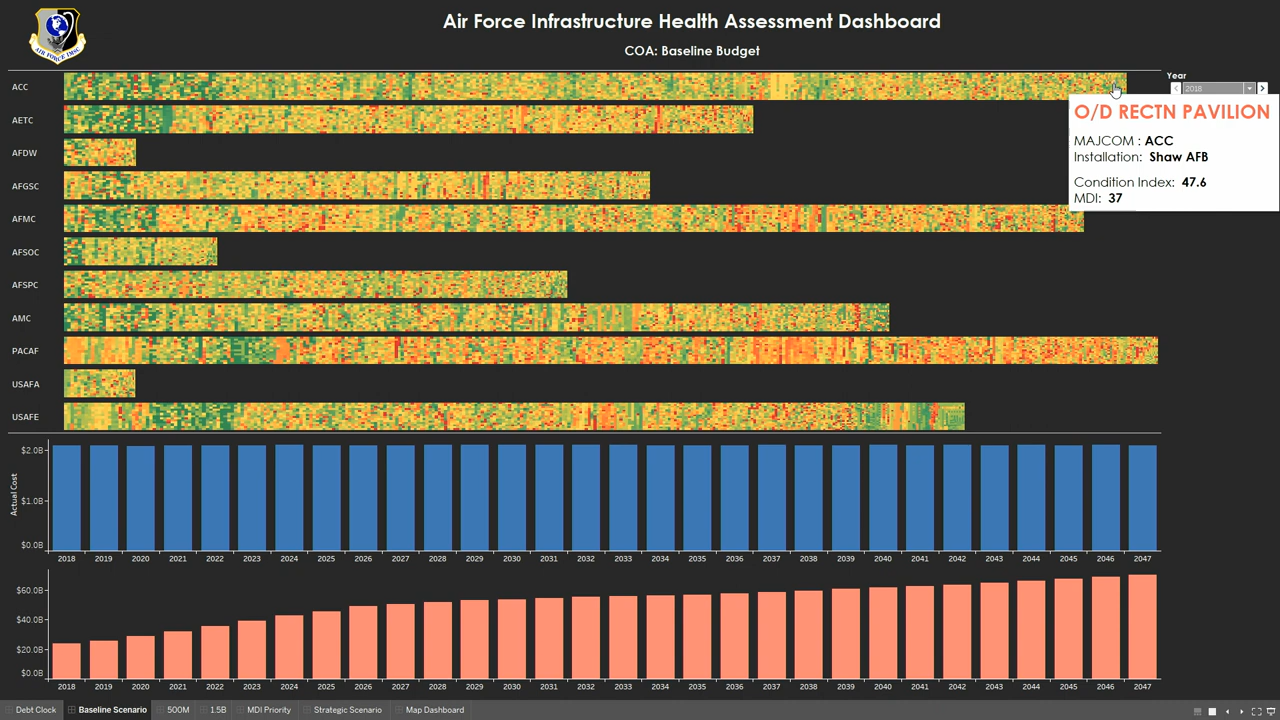 Air Force Infrastructure Health Assessment Dashboard
COA: Baseline Budget
AIR FORCE DISC
Year
2018
ACC
AETC
AFDW
AFGSC
AFMC
AFSOC
AFSPC
AMC
PACAF
USAFA
USAFE
O/D RECTN PAVILION
MAJCOM : ACC
Installation: Shaw AFB
Condition Index: 47.6
MDI: 37
Actual Cost
$2.0B
$1.0B
$0.0B
2018 2019 2020 2021 2022 2023 2024 2025 2026 2027 2028 2029 2030 2031 2032 2033 2034 2035 2036 2037 2038 2039 2040 2041 2042 2043 2044 2045 2046 2047
$60.0B
$40.0B
$20.0B
$0.0B
2018 2019 2020 2021 2022 2023 2024 2025 2026 2027 2028 2029 2030 2031 2032 2033 2034 2035 2036 2037 2038 2039 2040 2041 2042 2043 2044 2045 2046 2047
Debt Clock Baseline Scenario 500M 1.5B MDI Priority Strategic Scenario Map Dashboard